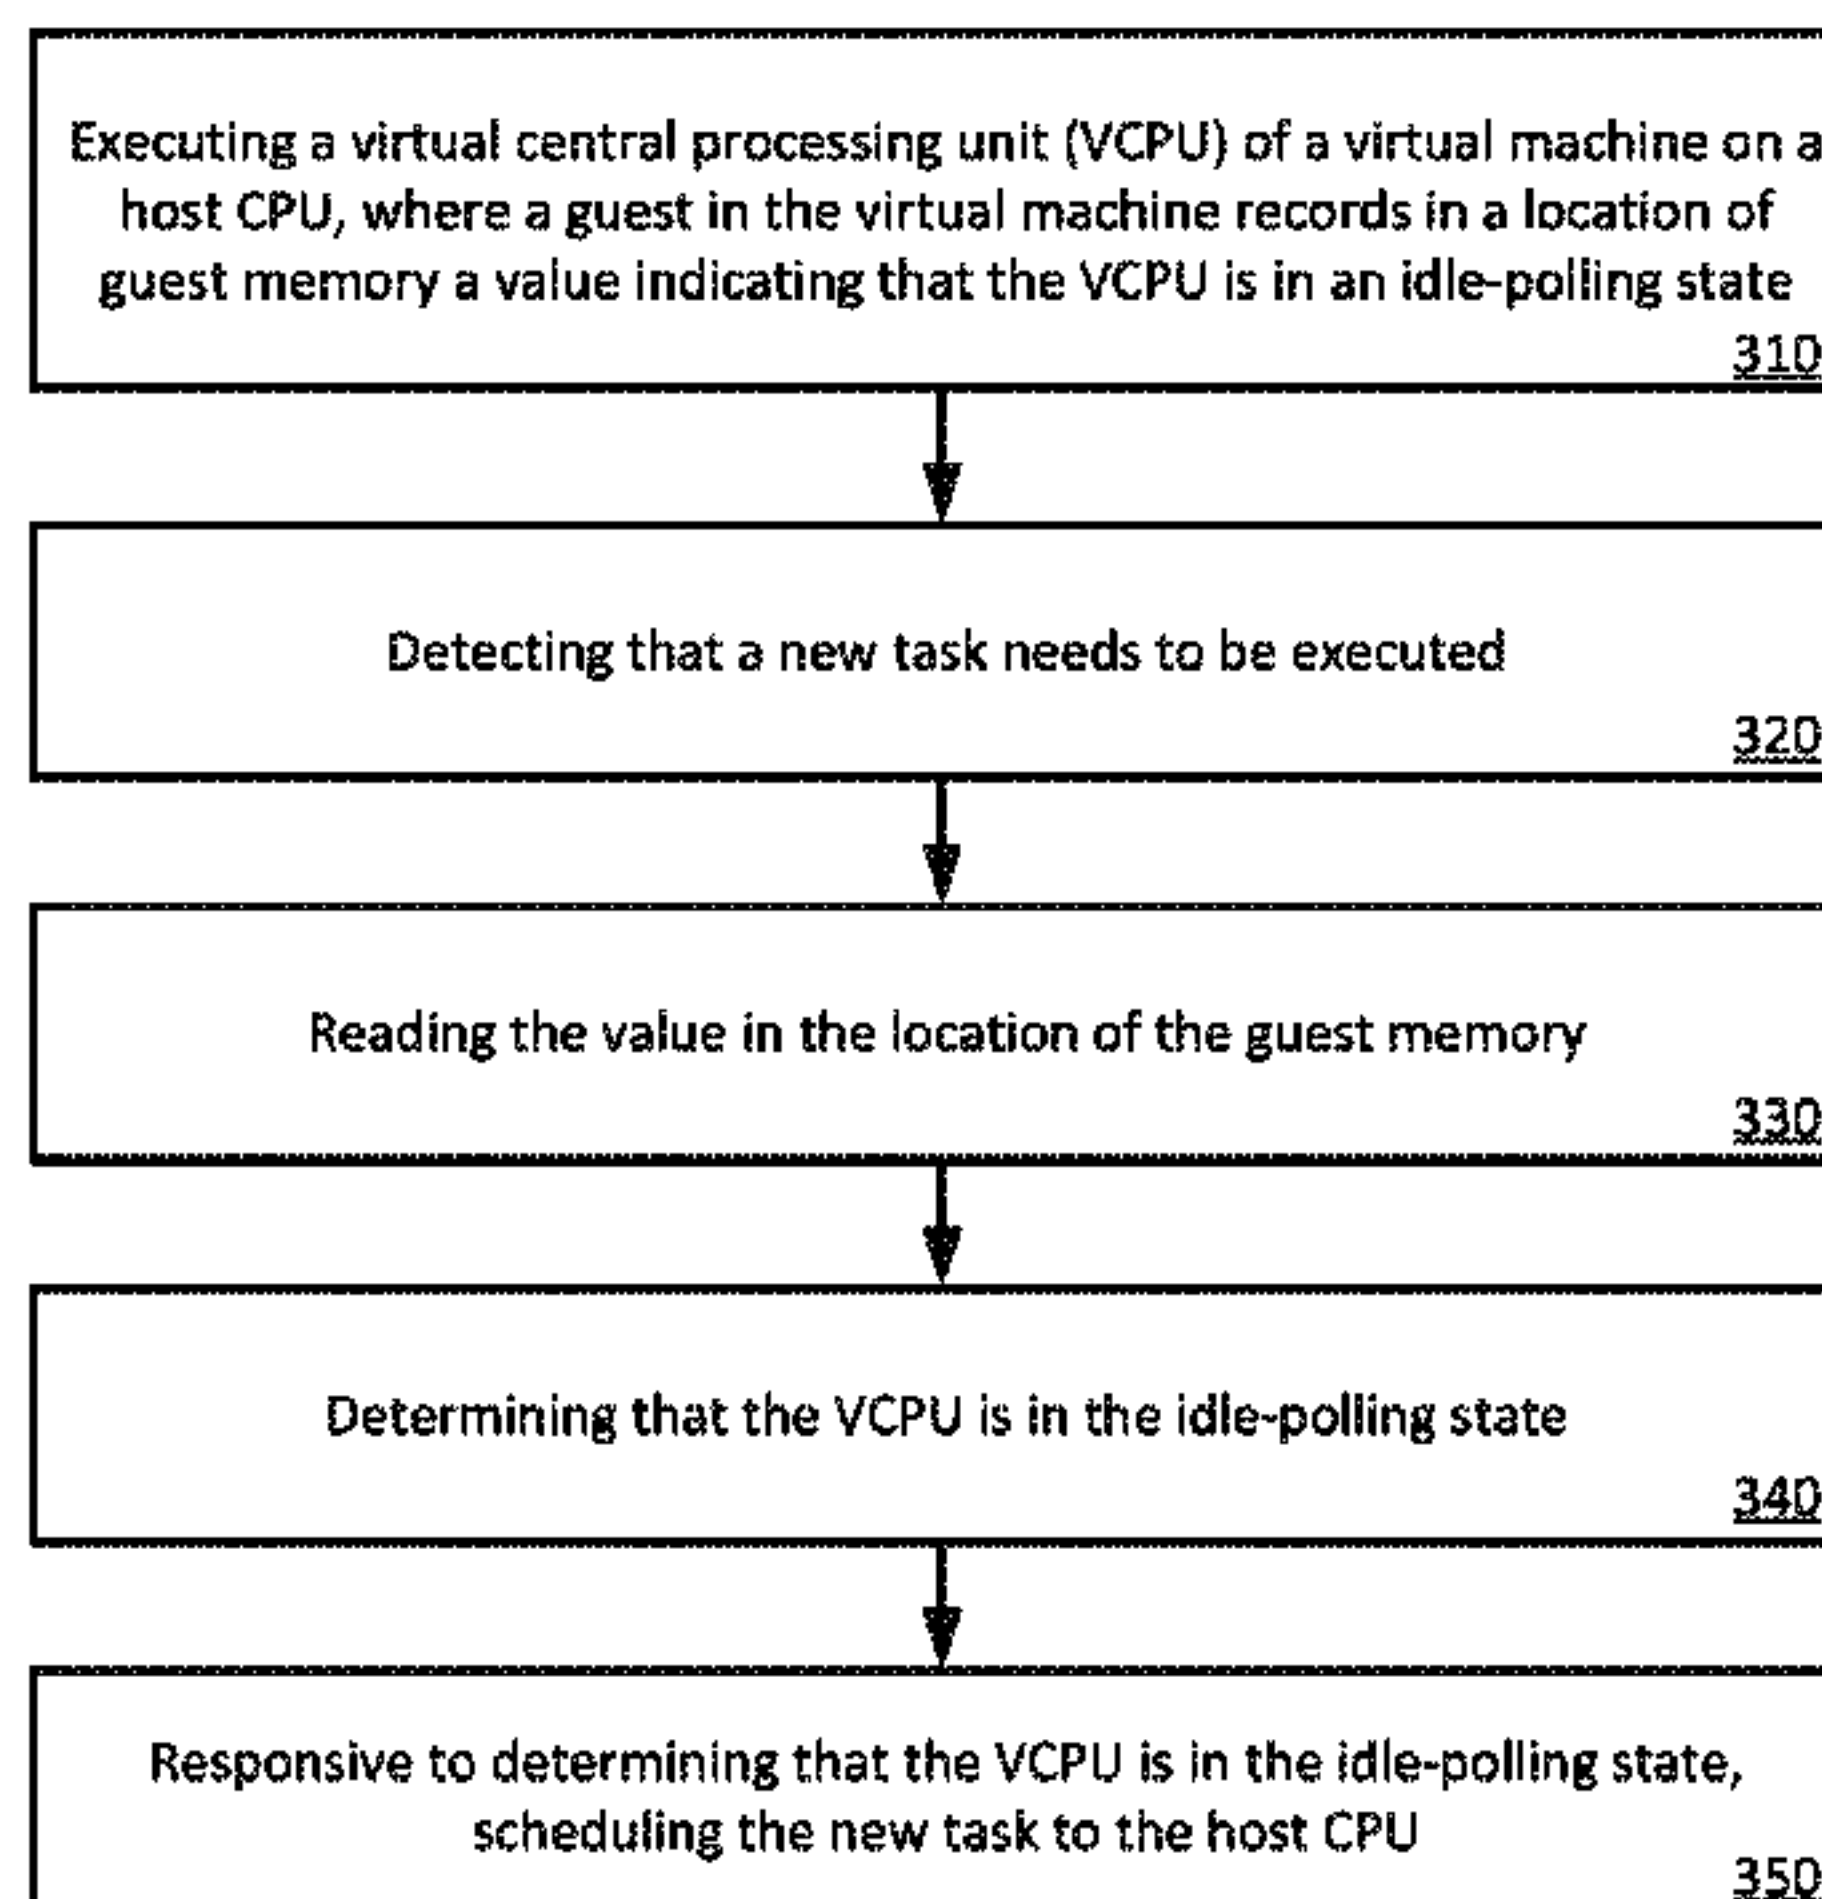 Executing a virtual central processing unit (VCPU) of a virtual machine on a
host CPU, where a guest in the virtual machine records in a location of
guest memory a value indicating that the VCPU is in an idle-polling state
310
Detecting that a new task needs to be executed
320
Reading the value in the location of the guest memory
330
Determining that the VCPU is in the idle-polling state
340
Responsive to determining that the VCPU is in the idle-polling state,
scheduling the new task to the host CPU
350